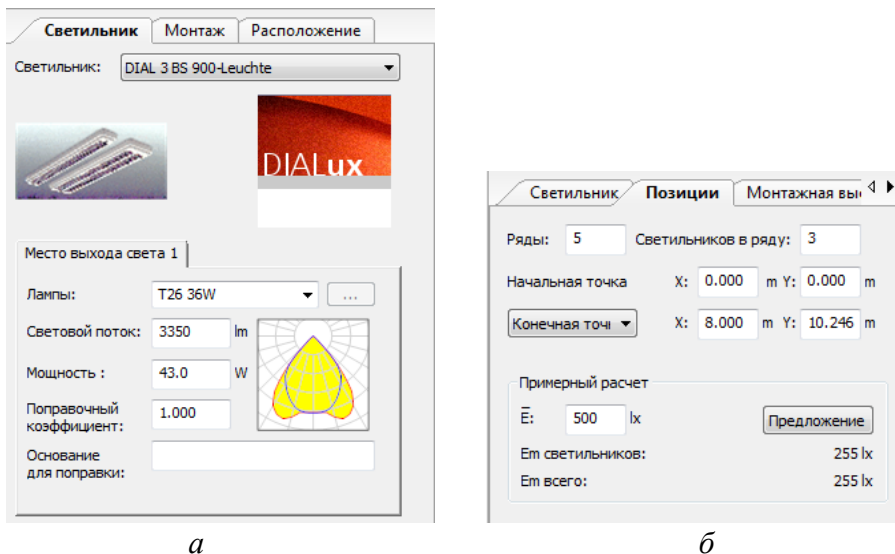 Светильник Монтаж Расположение
Светильник: DIAL 3 BS 900-Leuchte
DIALux
Место выхода света 1
Лампы: T26 36W ...
Световой поток: 3350 lm
Мощность : 43.0 W
Поправочный
коэффициент: 1.000
Основание
для поправки:
а
Светильник Позиции Монтажная выс
Ряды: 5 Светильников в ряду: 3
Начальная точка X: 0.000 m Y: 0.000 m
Конечная точк X: 8.000 m Y: 10.246 m
Примерный расчет
E: 500 lx Предложение
Em светильников: 255 lx
Em всего: 255 lx
б